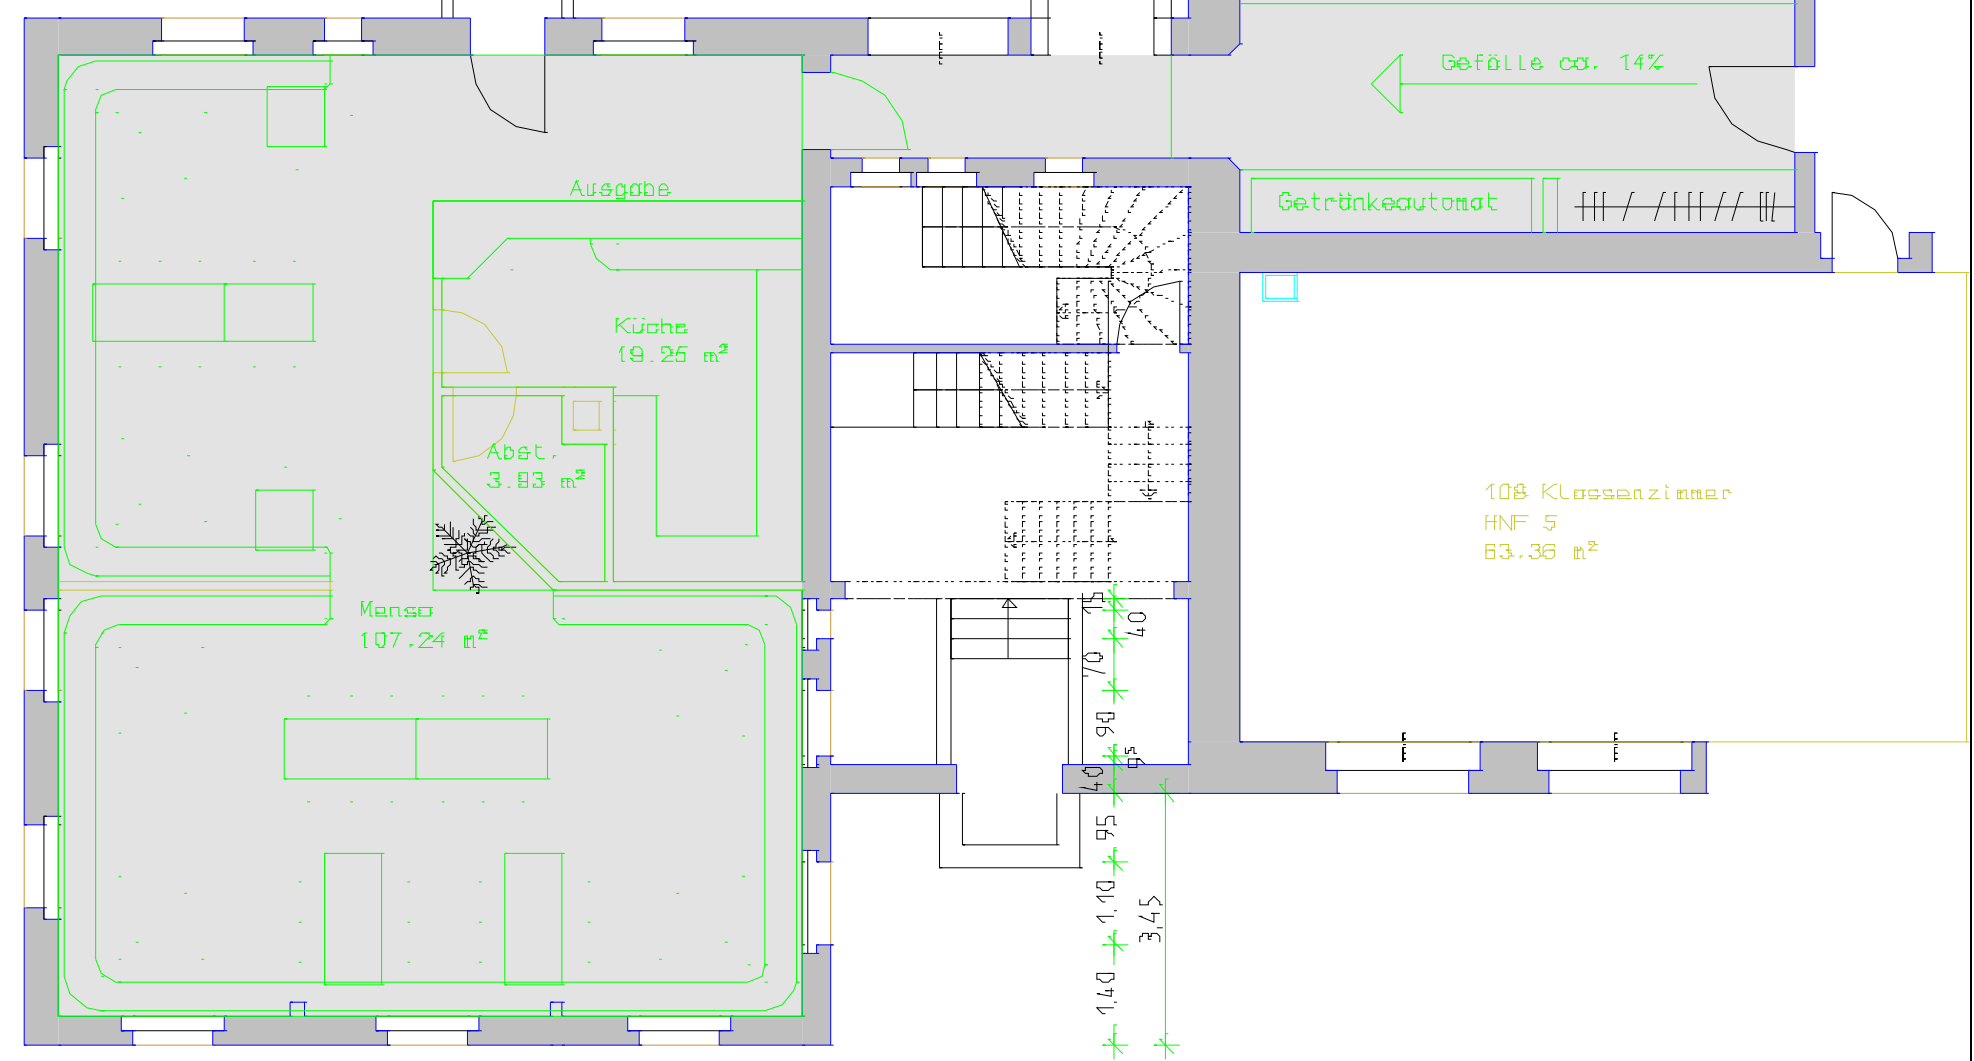 Gefälle ca. 14%
Ausgabe
Getränkeautomat
Küche
19.25 m²
Abst.
3.93 m²
108 Klassenzimmer
HNF 5
63.36 m²
Mensa
107.24 m²
15
40
70
90
5
40
95
1,10
3,45
1,40